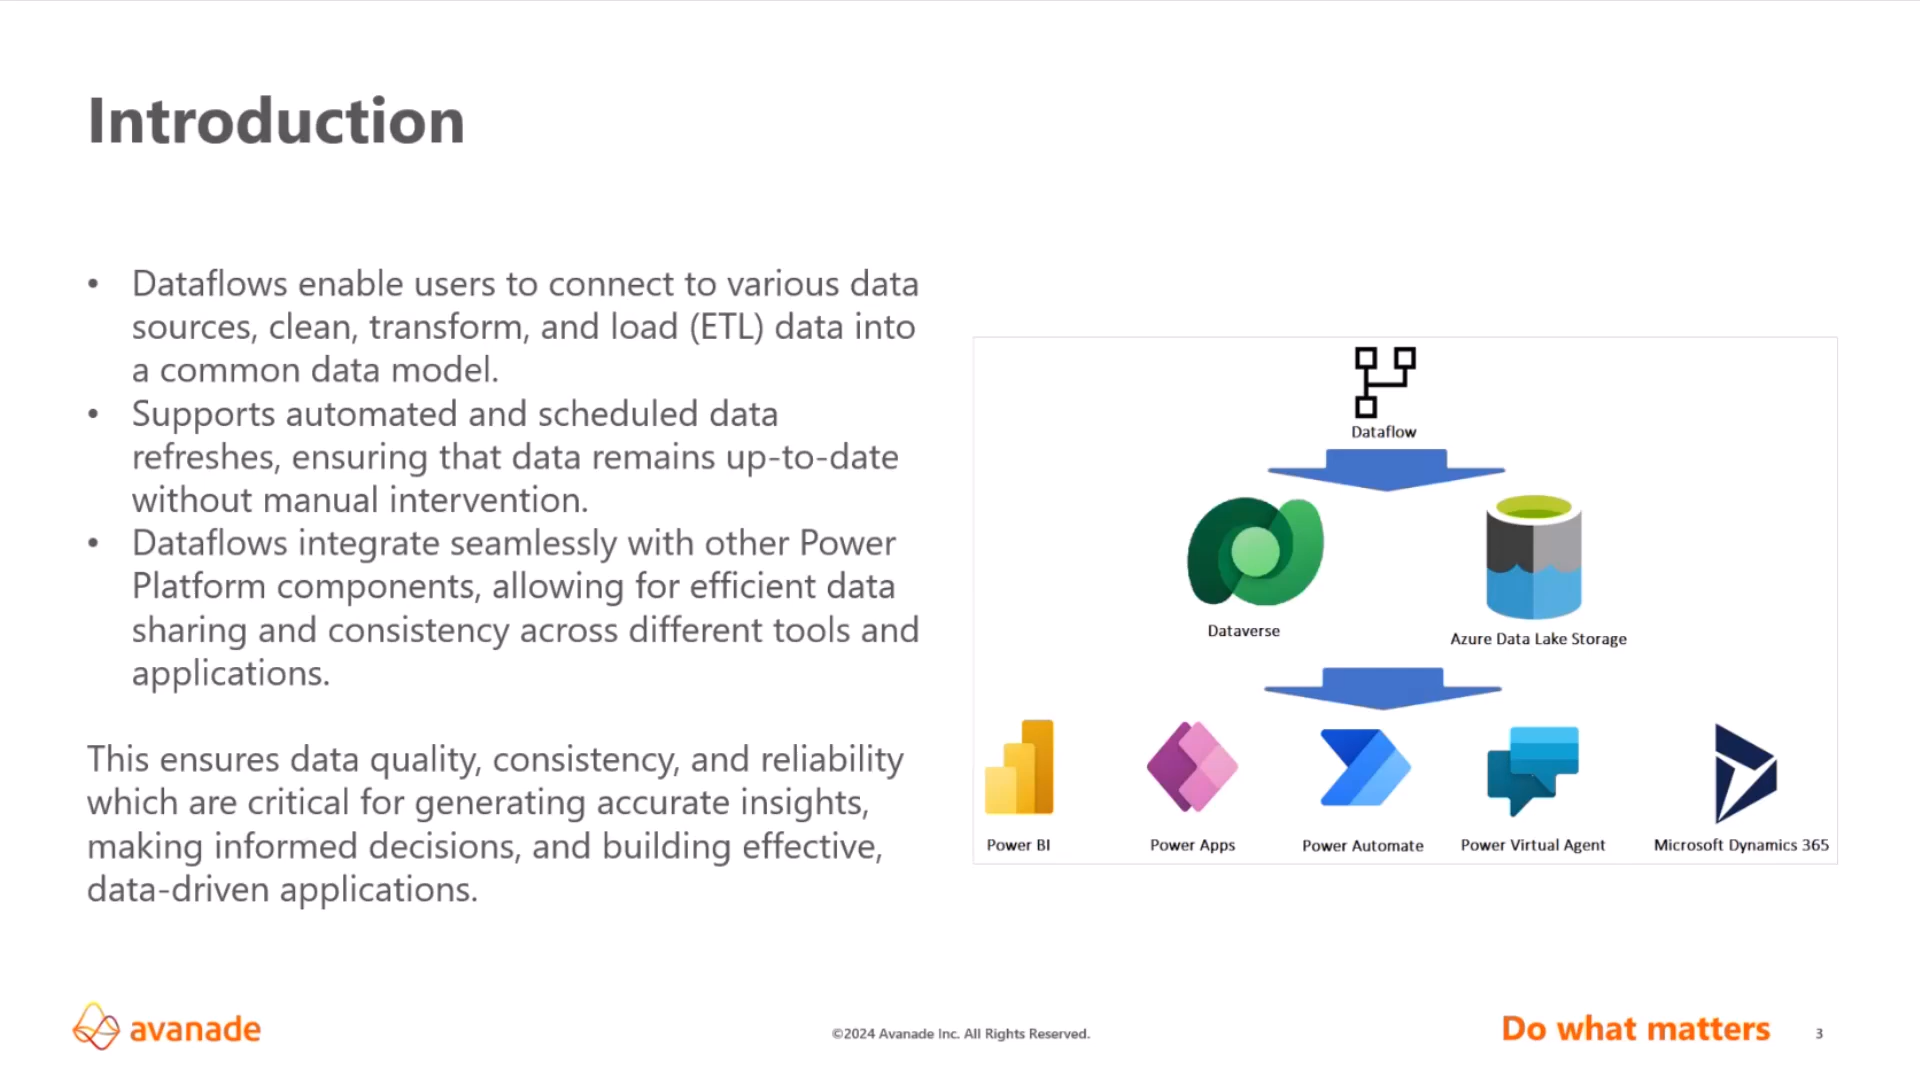 Introduction
• Dataflows enable users to connect to various data
sources, clean, transform, and load (ETL) data into
a common data model.
• Supports automated and scheduled data
refreshes, ensuring that data remains up-to-date
without manual intervention.
• Dataflows integrate seamlessly with other Power
Platform components, allowing for efficient data
sharing and consistency across different tools and
applications.
This ensures data quality, consistency, and reliability
which are critical for generating accurate insights,
making informed decisions, and building effective,
data-driven applications.
Dataflow
Dataverse
Azure Data Lake Storage
Power BI
Power Apps
Power Automate
Power Virtual Agent
Microsoft Dynamics 365
avanade
©2024 Avanade Inc. All Rights Reserved.
Do what matters
3